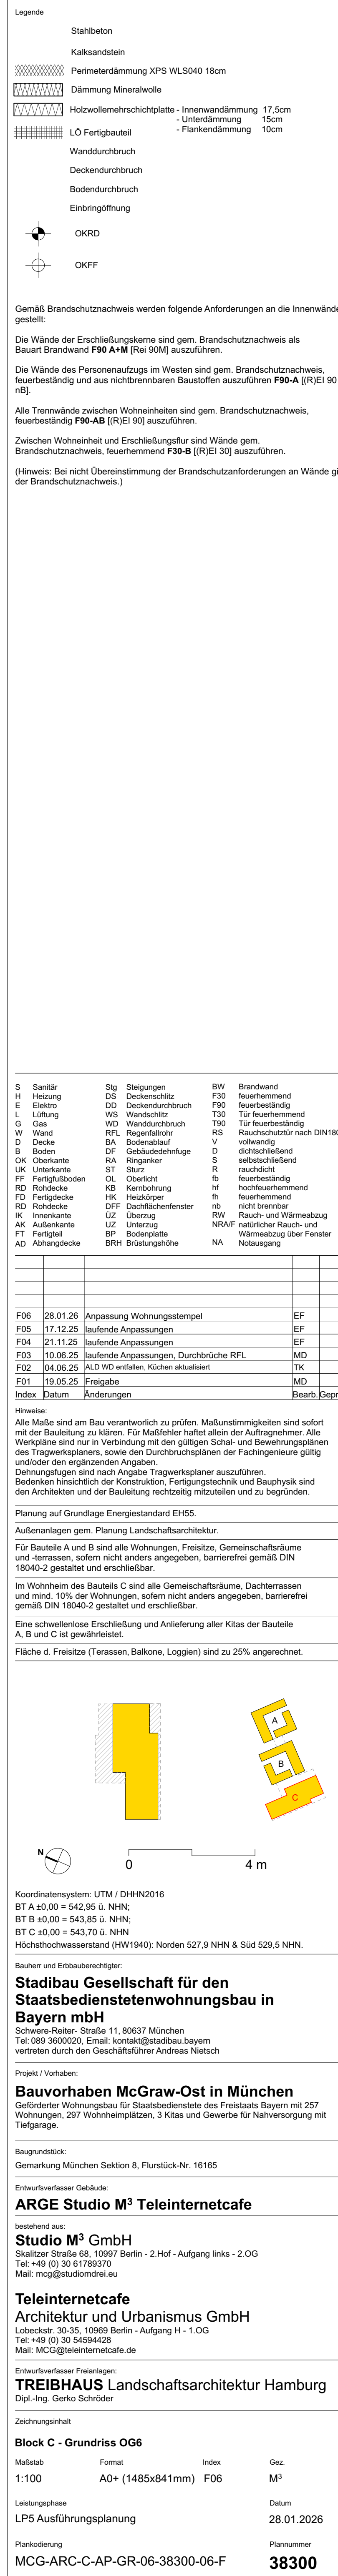 Legende
Stahlbeton
Kalksandstein
Perimeterdämmung XPS WLS040 18cm
Dämmung Mineralwolle
Holzwollemehrschichtplatte - Innenwandämmung 17,5cm
- Unterdämmung 15cm
- Flankendämmung 10cm
LÖ Fertigbauteil
Wanddurchbruch
Deckendurchbruch
Bodendurchbruch
Einbringöffnung
OKRD
OKFF
Gemäß Brandschutznachweis werden folgende Anforderungen an die Innenwände
gestellt:
Die Wände der Erschließungskerne sind gem. Brandschutznachweis als
Bauart Brandwand F90 A+M [Rei 90M] auszuführen.
Die Wände des Personenaufzugs im Westen sind gem. Brandschutznachweis,
feuerbeständig und aus nichtbrennbaren Baustoffen auszuführen F90-A [(R)EI 90
nB].
Alle Trennwände zwischen Wohneinheiten sind gem. Brandschutznachweis,
feuerbeständig F90-AB [(R)EI 90] auszuführen.
Zwischen Wohneinheit und Erschließungsflur sind Wände gem.
Brandschutznachweis, feuerhemmend F30-B [(R)EI 30] auszuführen.
(Hinweis: Bei nicht Übereinstimmung der Brandschutzanforderungen an Wände gi
der Brandschutznachweis.)
S Sanitär Stg Steigungen BW Brandwand
H Heizung DS Deckenschlitz F30 feuerhemmend
E Elektro DD Deckendurchbruch F90 feuerbeständig
L Lüftung WS Wandschlitz T30 Tür feuerhemmend
G Gas WD Wanddurchbruch T90 Tür feuerbeständig
W Wand RFL Regenfallrohr RS Rauchschutztür nach DIN180
D Decke BA Bodenablauf V vollwandig
B Boden DF Gebäudedehnfuge D dichtschließend
OK Oberkante RA Ringanker S selbstschließend
UK Unterkante ST Sturz R rauchdicht
FF Fertigfußboden OL Oberlicht fb feuerbeständig
RD Rohdecke KB Kernbohrung hf hochfeuerhemmend
FD Fertigdecke HK Heizkörper fh feuerhemmend
RD Rohdecke DFF Dachflächenfenster nb nicht brennbar
IK Innenkante ÜZ Überzug RW Rauch- und Wärmeabzug
AK Außenkante UZ Unterzug NRA/F natürlicher Rauch- und
FT Fertigteil BP Bodenplatte Wärmeabzug über Fenster
AD Abhangdecke BRH Brüstungshöhe NA Notausgang
F06 28.01.26 Anpassung Wohnungsstempel EF
F05 17.12.25 laufende Anpassungen EF
F04 21.11.25 laufende Anpassungen EF
F03 10.06.25 laufende Anpassungen, Durchbrüche RFL MD
F02 04.06.25 ALD WD entfallen, Küchen aktualisiert TK
F01 19.05.25 Freigabe MD
Index Datum Änderungen Bearb. Gepr
Hinweise:
Alle Maße sind am Bau verantwortlich zu prüfen. Maßunstimmigkeiten sind sofort
mit der Bauleitung zu klären. Für Maßfehler haftet allein der Auftragnehmer. Alle
Werkpläne sind nur in Verbindung mit den gültigen Schal- und Bewehrungsplänen
des Tragwerksplaners, sowie den Durchbruchsplänen der Fachingenieure gültig
und/oder den ergänzenden Angaben.
Dehnungsfugen sind nach Angabe Tragwerksplaner auszuführen.
Bedenken hinsichtlich der Konstruktion, Fertigungstechnik und Bauphysik sind
den Architekten und der Bauleitung rechtzeitig mitzuteilen und zu begründen.
Planung auf Grundlage Energiestandard EH55.
Außenanlagen gem. Planung Landschaftsarchitektur.
Für Bauteile A und B sind alle Wohnungen, Freisitze, Gemeinschaftsräume
und -terrassen, sofern nicht anders angegeben, barrierefrei gemäß DIN
18040-2 gestaltet und erschließbar.
Im Wohnheim des Bauteils C sind alle Gemeischaftsräume, Dachterrassen
und mind. 10% der Wohnungen, sofern nicht anders angegeben, barrierefrei
gemäß DIN 18040-2 gestaltet und erschließbar.
Eine schwellenlose Erschließung und Anlieferung aller Kitas der Bauteile
A, B und C ist gewährleistet.
Fläche d. Freisitze (Terassen, Balkone, Loggien) sind zu 25% angerechnet.
A
B
C
N
0 4 m
Koordinatensystem: UTM / DHHN2016
BT A ±0,00 = 542,95 ü. NHN;
BT B ±0,00 = 543,85 ü. NHN;
BT C ±0,00 = 543,70 ü. NHN
Höchsthochwasserstand (HW1940): Norden 527,9 NHN & Süd 529,5 NHN.
Bauherr und Erbbauberechtigter:
Stadibau Gesellschaft für den
Staatsbedienstetenwohnungsbau in
Bayern mbH
Schwere-Reiter- Straße 11, 80637 München
Tel: 089 3600020, Email: kontakt@stadibau.bayern
vertreten durch den Geschäftsführer Andreas Nietsch
Projekt / Vorhaben:
Bauvorhaben McGraw-Ost in München
Geförderter Wohnungsbau für Staatsbedienstete des Freistaats Bayern mit 257
Wohnungen, 297 Wohnheimplätzen, 3 Kitas und Gewerbe für Nahversorgung mit
Tiefgarage.
Baugrundstück:
Gemarkung München Sektion 8, Flurstück-Nr. 16165
Entwurfsverfasser Gebäude:
ARGE Studio M³ Teleinternetcafe
bestehend aus:
Studio M³ GmbH
Skalitzer Straße 68, 10997 Berlin - 2.Hof - Aufgang links - 2.OG
Tel: +49 (0) 30 61789370
Mail: mcg@studiomdrei.eu
Teleinternetcafe
Architektur und Urbanismus GmbH
Lobeckstr. 30-35, 10969 Berlin - Aufgang H - 1.OG
Tel: +49 (0) 30 54594428
Mail: MCG@teleinternetcafe.de
Entwurfsverfasser Freianlagen:
TREIBHAUS Landschaftsarchitektur Hamburg
Dipl.-Ing. Gerko Schröder
Zeichnungsinhalt
Block C - Grundriss OG6
Maßstab Format Index Gez.
1:100 A0+ (1485x841mm) F06 M³
Leistungsphase Datum
LP5 Ausführungsplanung 28.01.2026
Plankodierung Plannummer
MCG-ARC-C-AP-GR-06-38300-06-F 38300